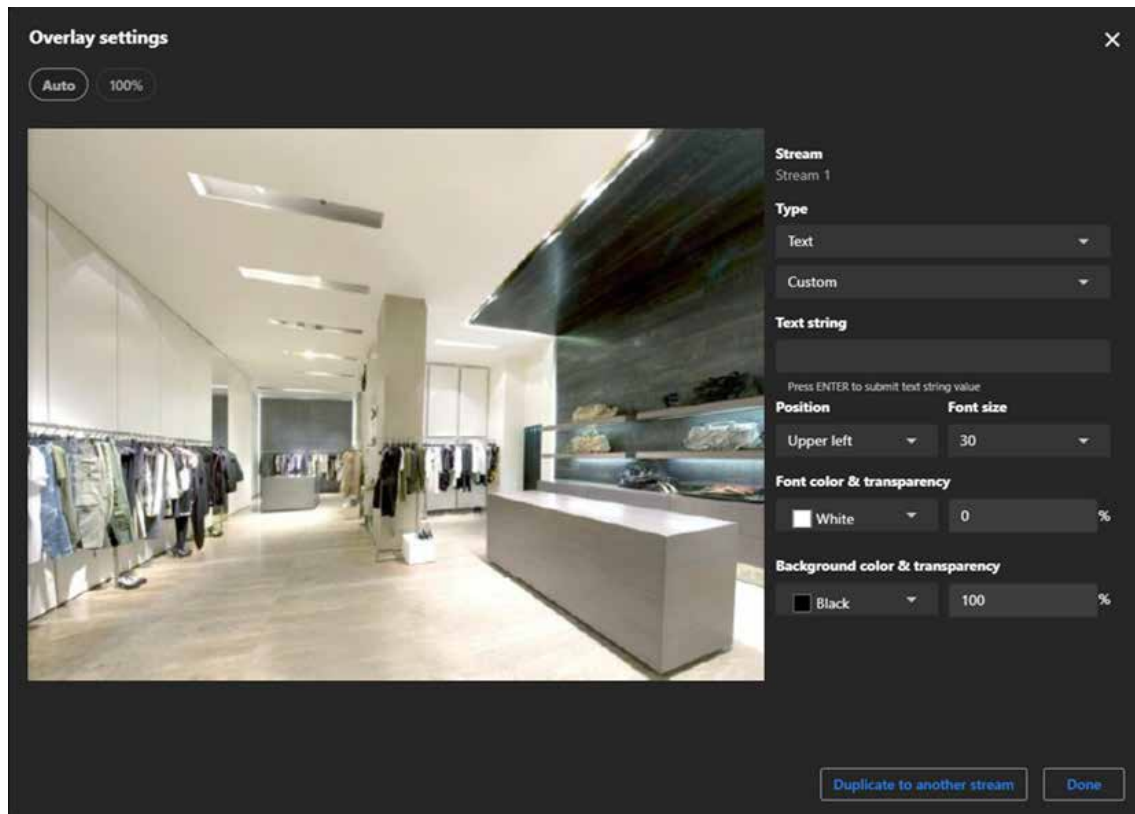 Overlay settings
Auto 100%
Stream
Stream 1
Type
Text
Custom
Text string
Press ENTER to submit text string value
Position Font size
Upper left 30
Font color & transparency
White 0 %
Background color & transparency
Black 100 %
Duplicate to another stream Done